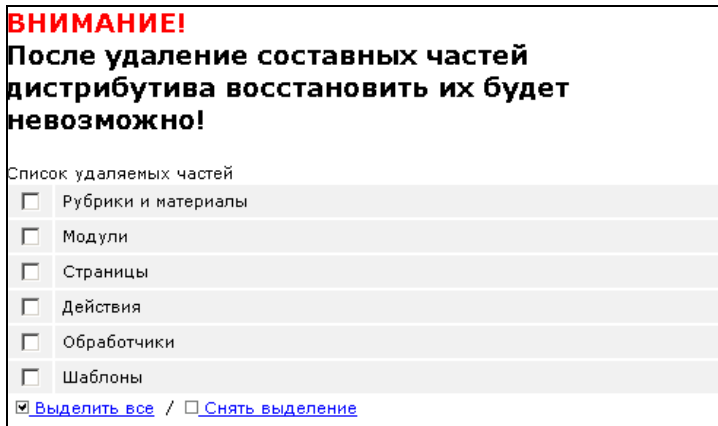 ВНИМАНИЕ!
После удаление составных частей
дистрибутива восстановить их будет
невозможно!
Список удаляемых частей
Рубрики и материалы
Модули
Страницы
Действия
Обработчики
Шаблоны
Выделить все / Снять выделение